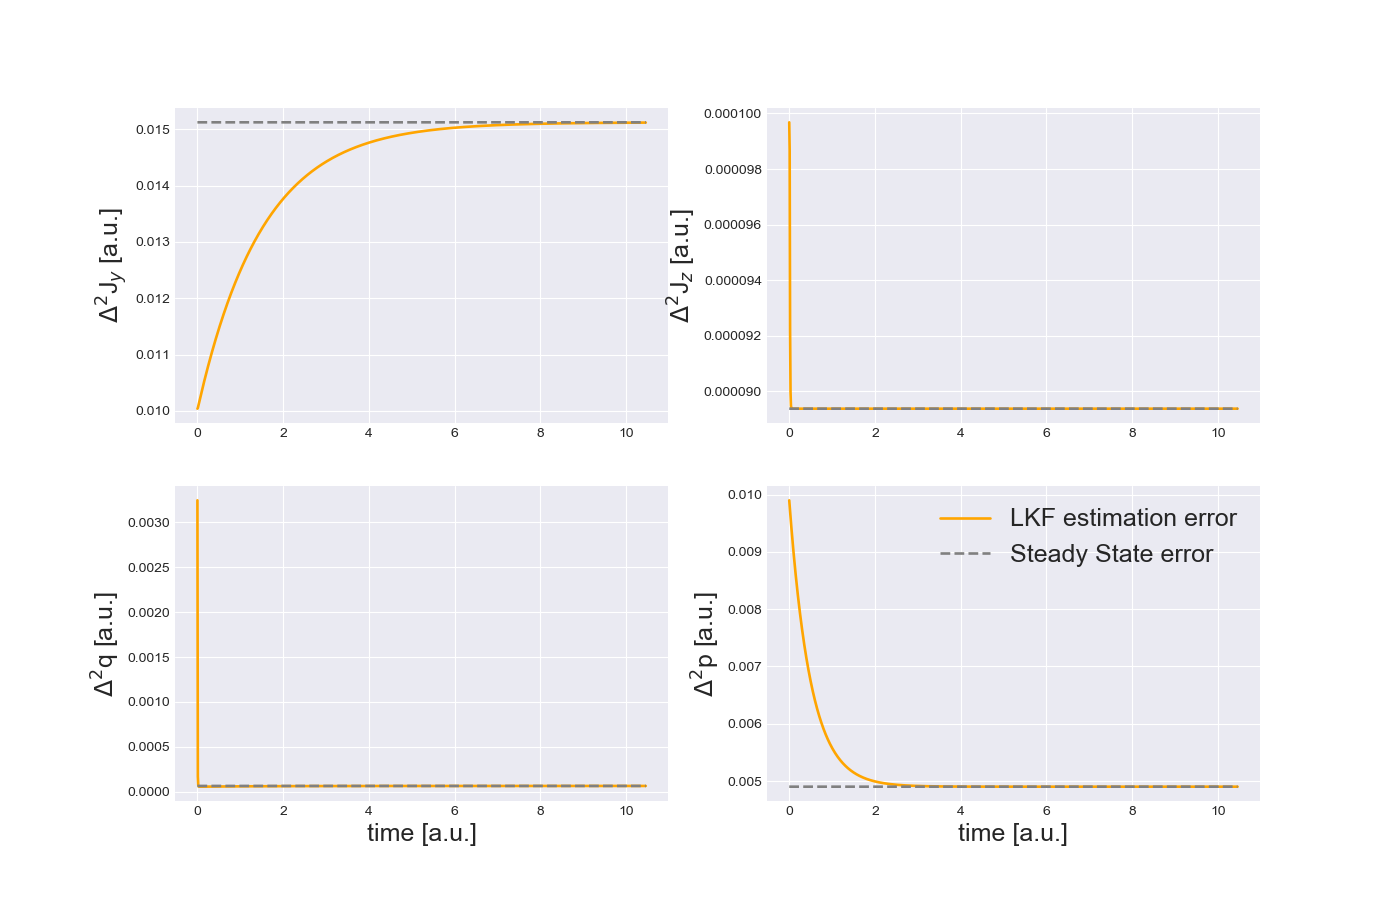 0.015
0.014
0.013
0.012
0.011
0.010
Δ² J_y [a.u.]
0 2 4 6 8 10
0.000100
0.000098
0.000096
0.000094
0.000092
0.000090
Δ² J_z [a.u.]
0 2 4 6 8 10
0.0030
0.0025
0.0020
0.0015
0.0010
0.0005
0.0000
Δ²q [a.u.]
0 2 4 6 8 10
time [a.u.]
0.010
0.009
0.008
0.007
0.006
0.005
Δ²p [a.u.]
LKF estimation error
Steady State error
0 2 4 6 8 10
time [a.u.]